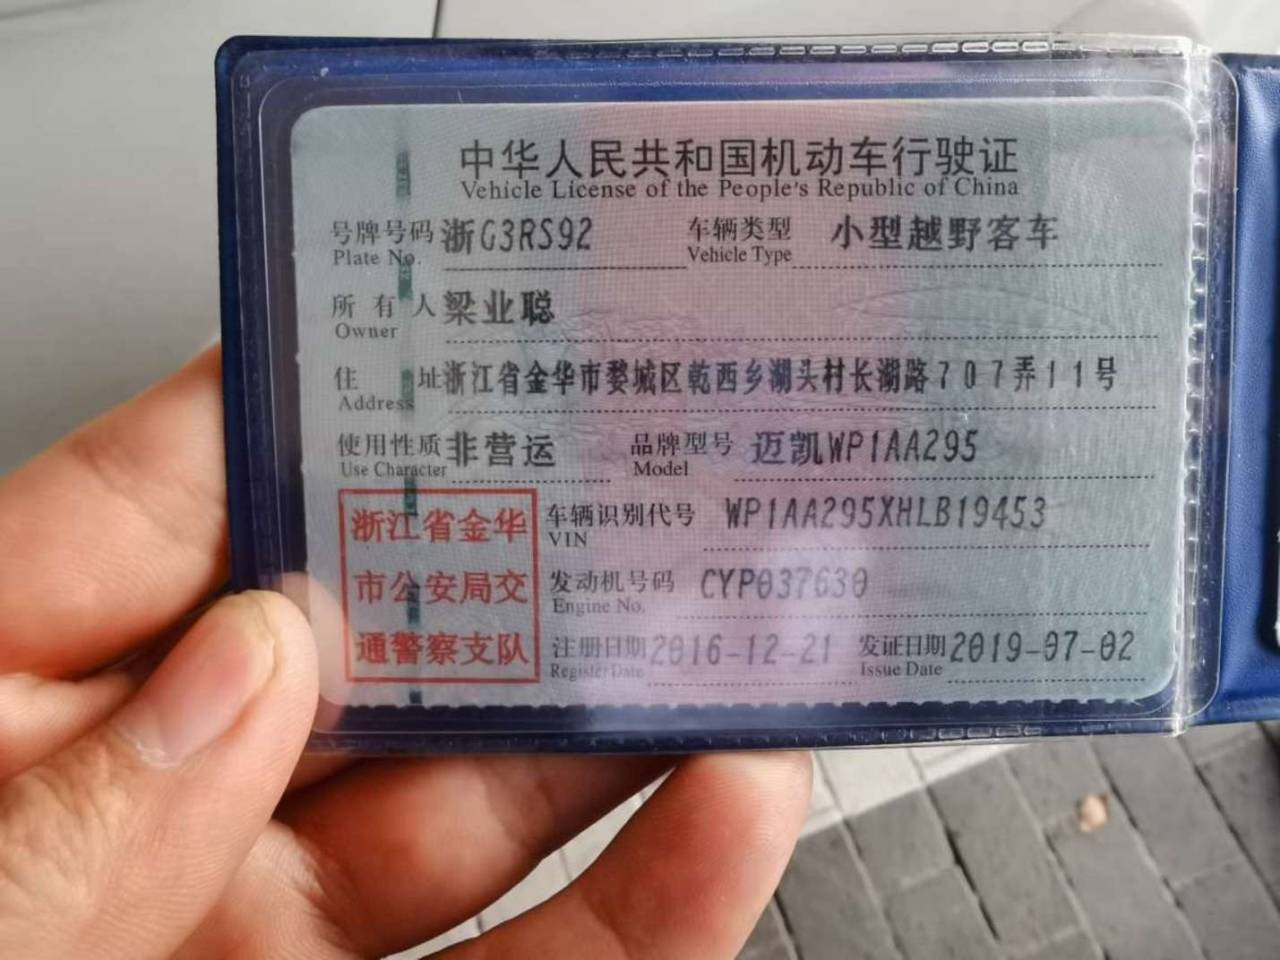 中华人民共和国机动车行驶证
Vehicle License of the People's Republic of China
号牌号码 浙G3RS92 车辆类型 小型越野客车
Plate No. Vehicle Type
所有人 梁业聪
Owner
住址 浙江省金华市婺城区乾西乡湖头村长湖路707弄11号
Address
使用性质 非营运 品牌型号 迈凯WP1AA295
Use Character Model
浙江省金华
市公安局交
通警察支队
车辆识别代号 WP1AA295XHLB19453
VIN
发动机号码 CYP037630
Engine No.
注册日期 2016-12-21 发证日期 2019-07-02
Register Date Issue Date